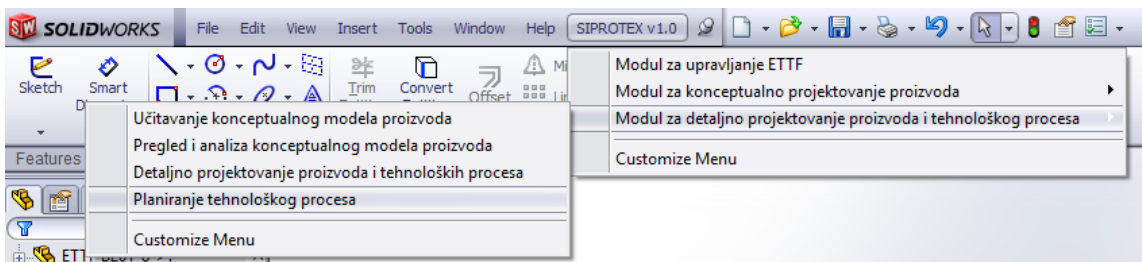 SW SOLIDWORKS File Edit View Insert Tools Window Help SIPROTEX v1.0
Sketch Smart Trim Convert Offset
Modul za upravljanje ETTF
Modul za konceptualno projektovanje proizvoda
Modul za detaljno projektovanje proizvoda i tehnološkog procesa
Customize Menu
Features
Učitavanje konceptualnog modela proizvoda
Pregled i analiza konceptualnog modela proizvoda
Detaljno projektovanje proizvoda i tehnoloških procesa
Planiranje tehnološkog procesa
Customize Menu